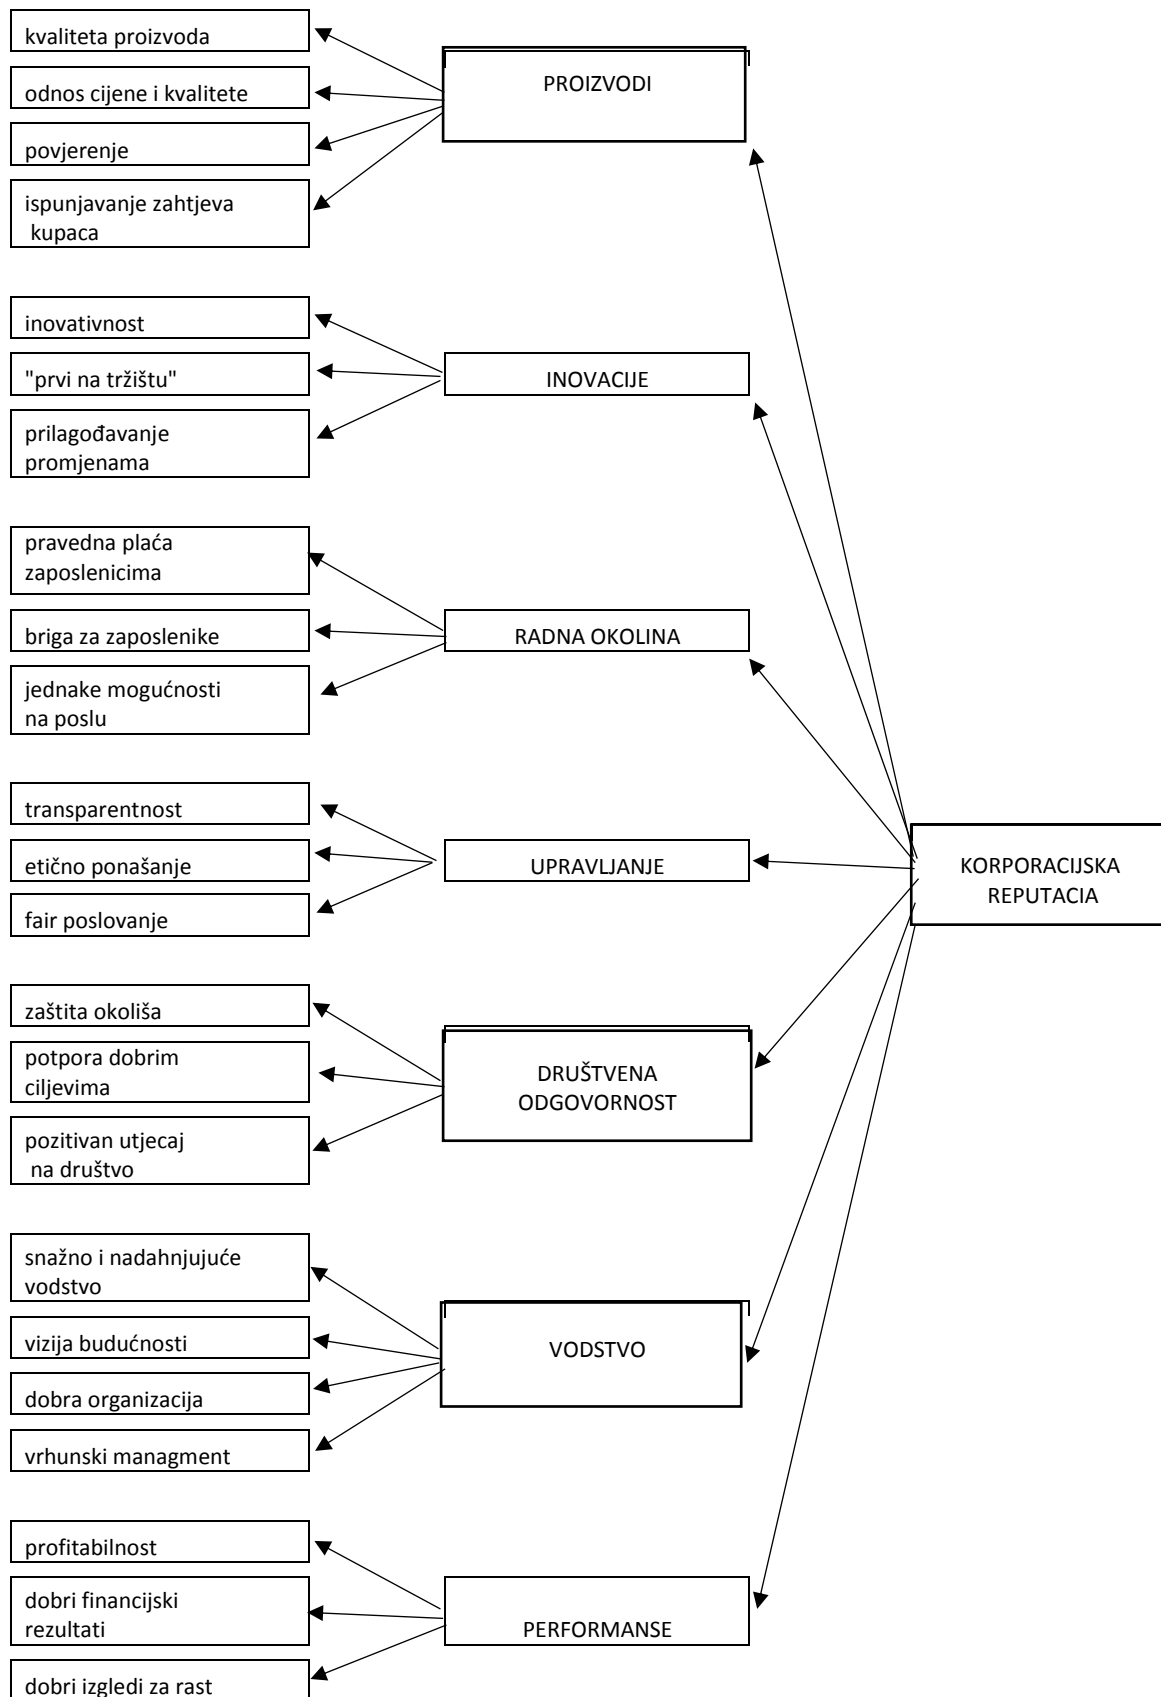 kvaliteta proizvoda
odnos cijene i kvalitete
povjerenje
ispunjavanje zahtjeva
kupaca
PROIZVODI
inovativnost
"prvi na tržištu"
prilagođavanje
promjenama
INOVACIJE
pravedna plaća
zaposlenicima
briga za zaposlenike
jednake mogućnosti
na poslu
RADNA OKOLINA
transparentnost
etično ponašanje
fair poslovanje
UPRAVLJANJE
KORPORACIJSKA
REPUTACIA
zaštita okoliša
potpora dobrim
ciljevima
pozitivan utjecaj
na društvo
DRUŠTVENA
ODGOVORNOST
snažno i nadahnjujuće
vodstvo
vizija budućnosti
dobra organizacija
vrhunski managment
VODSTVO
profitabilnost
dobri financijski
rezultati
dobri izgledi za rast
PERFORMANSE